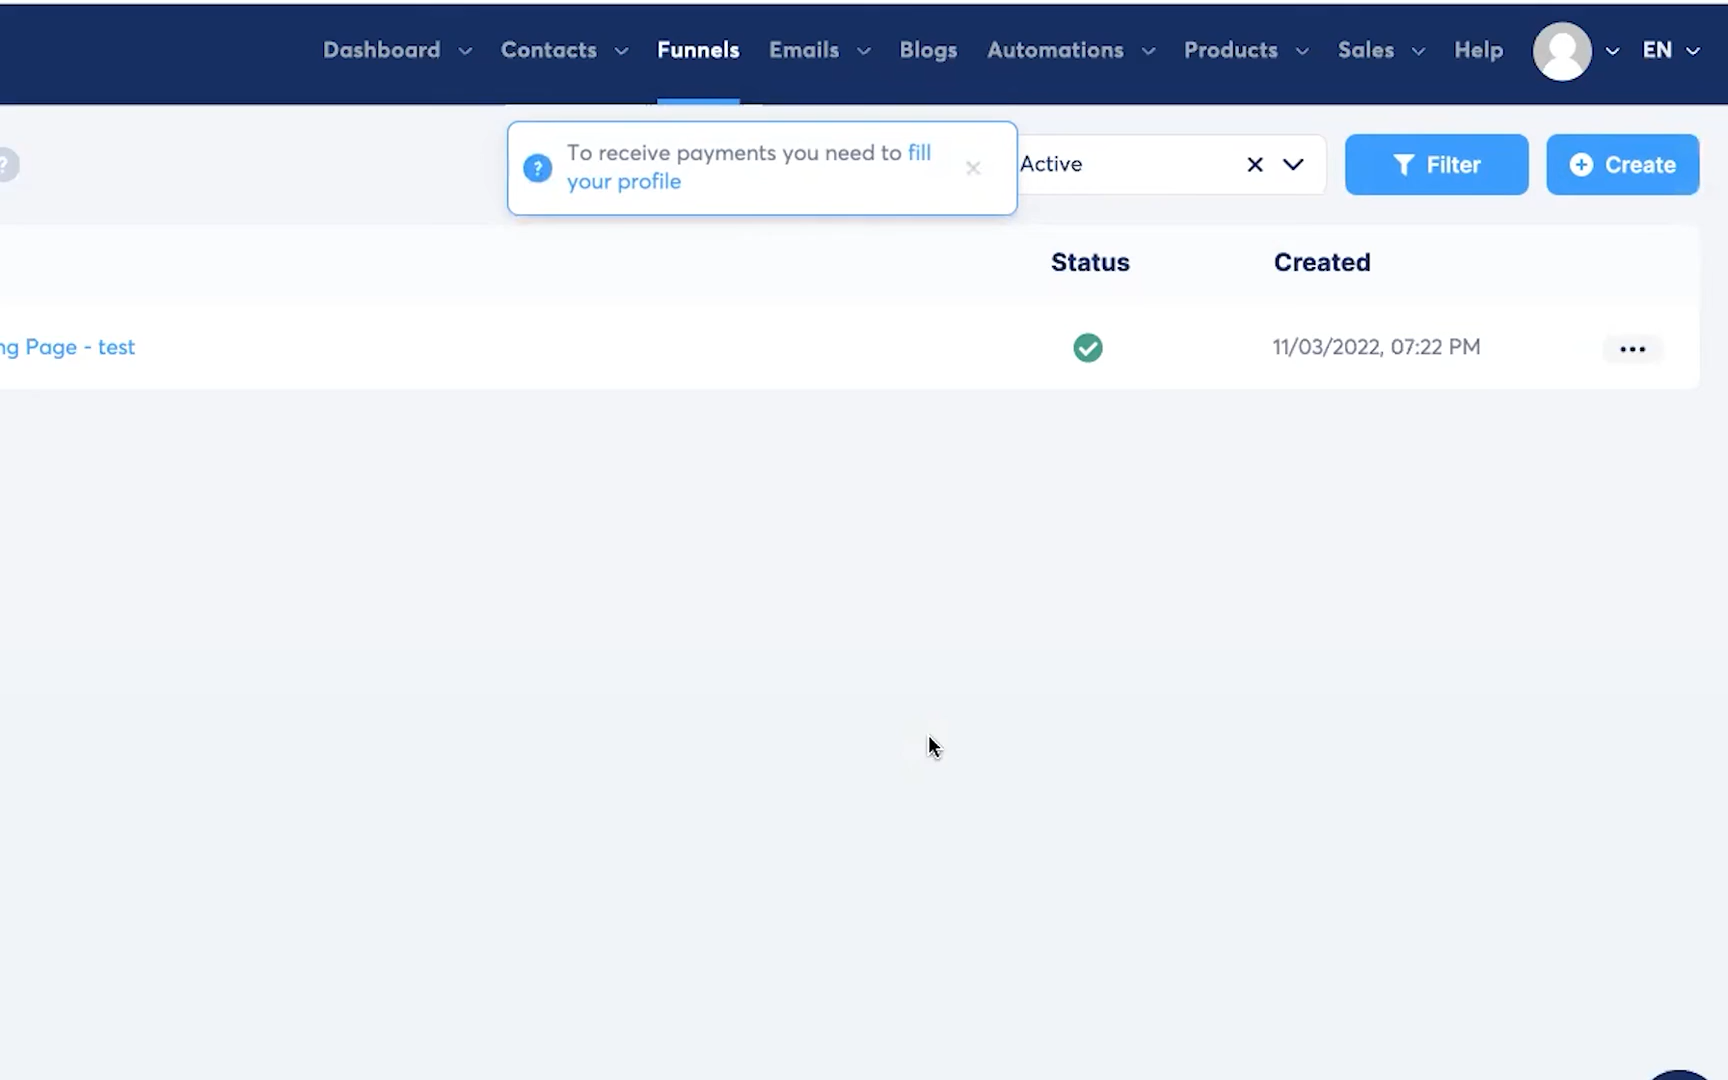 Dashboard Contacts Funnels Emails Blogs Automations Products Sales Help EN
To receive payments you need to fill
your profile
Active
Filter
Create
Status Created
ng Page - test
11/03/2022, 07:22 PM